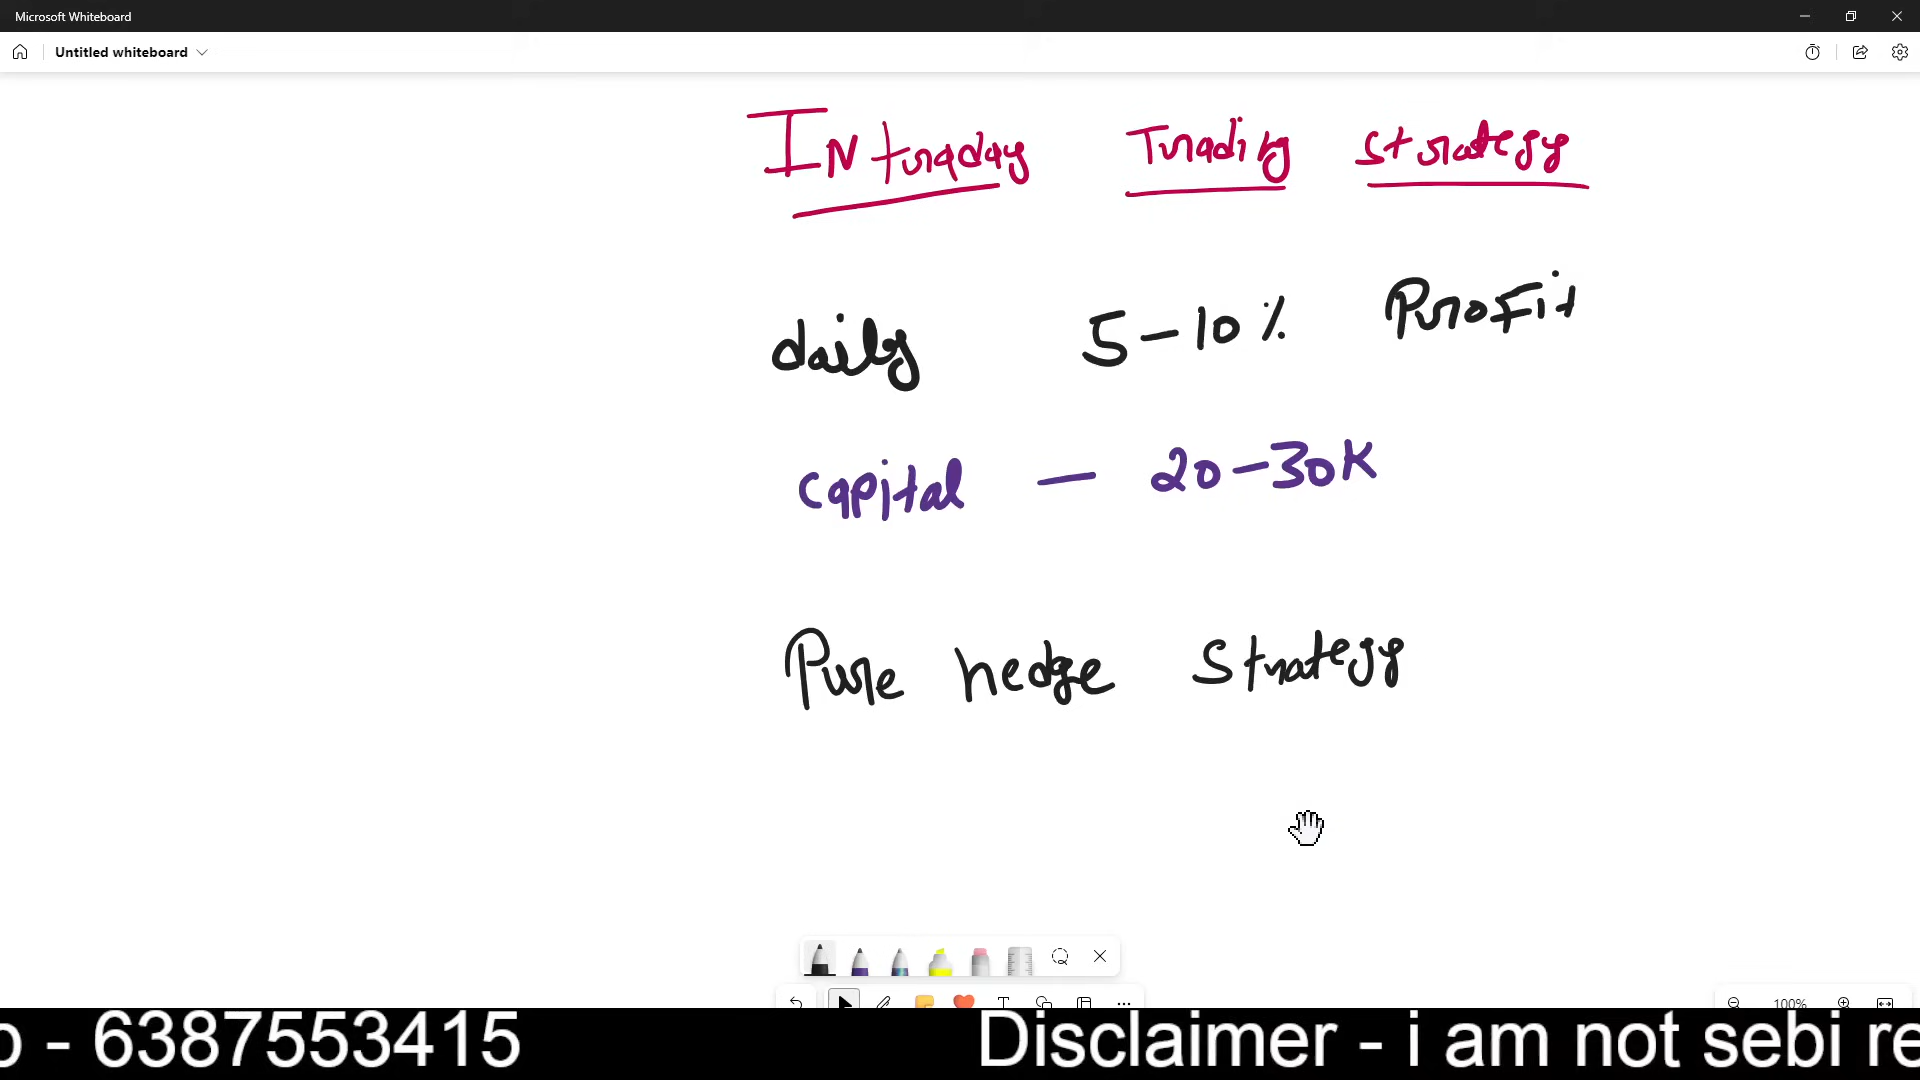 Microsoft Whiteboard
Untitled whiteboard
Intraday Trading Strategy
daily 5-10% Profit
Capital - 20-30K
Pure hedge Strategy
100%
o - 6387553415 Disclaimer - i am not sebi re